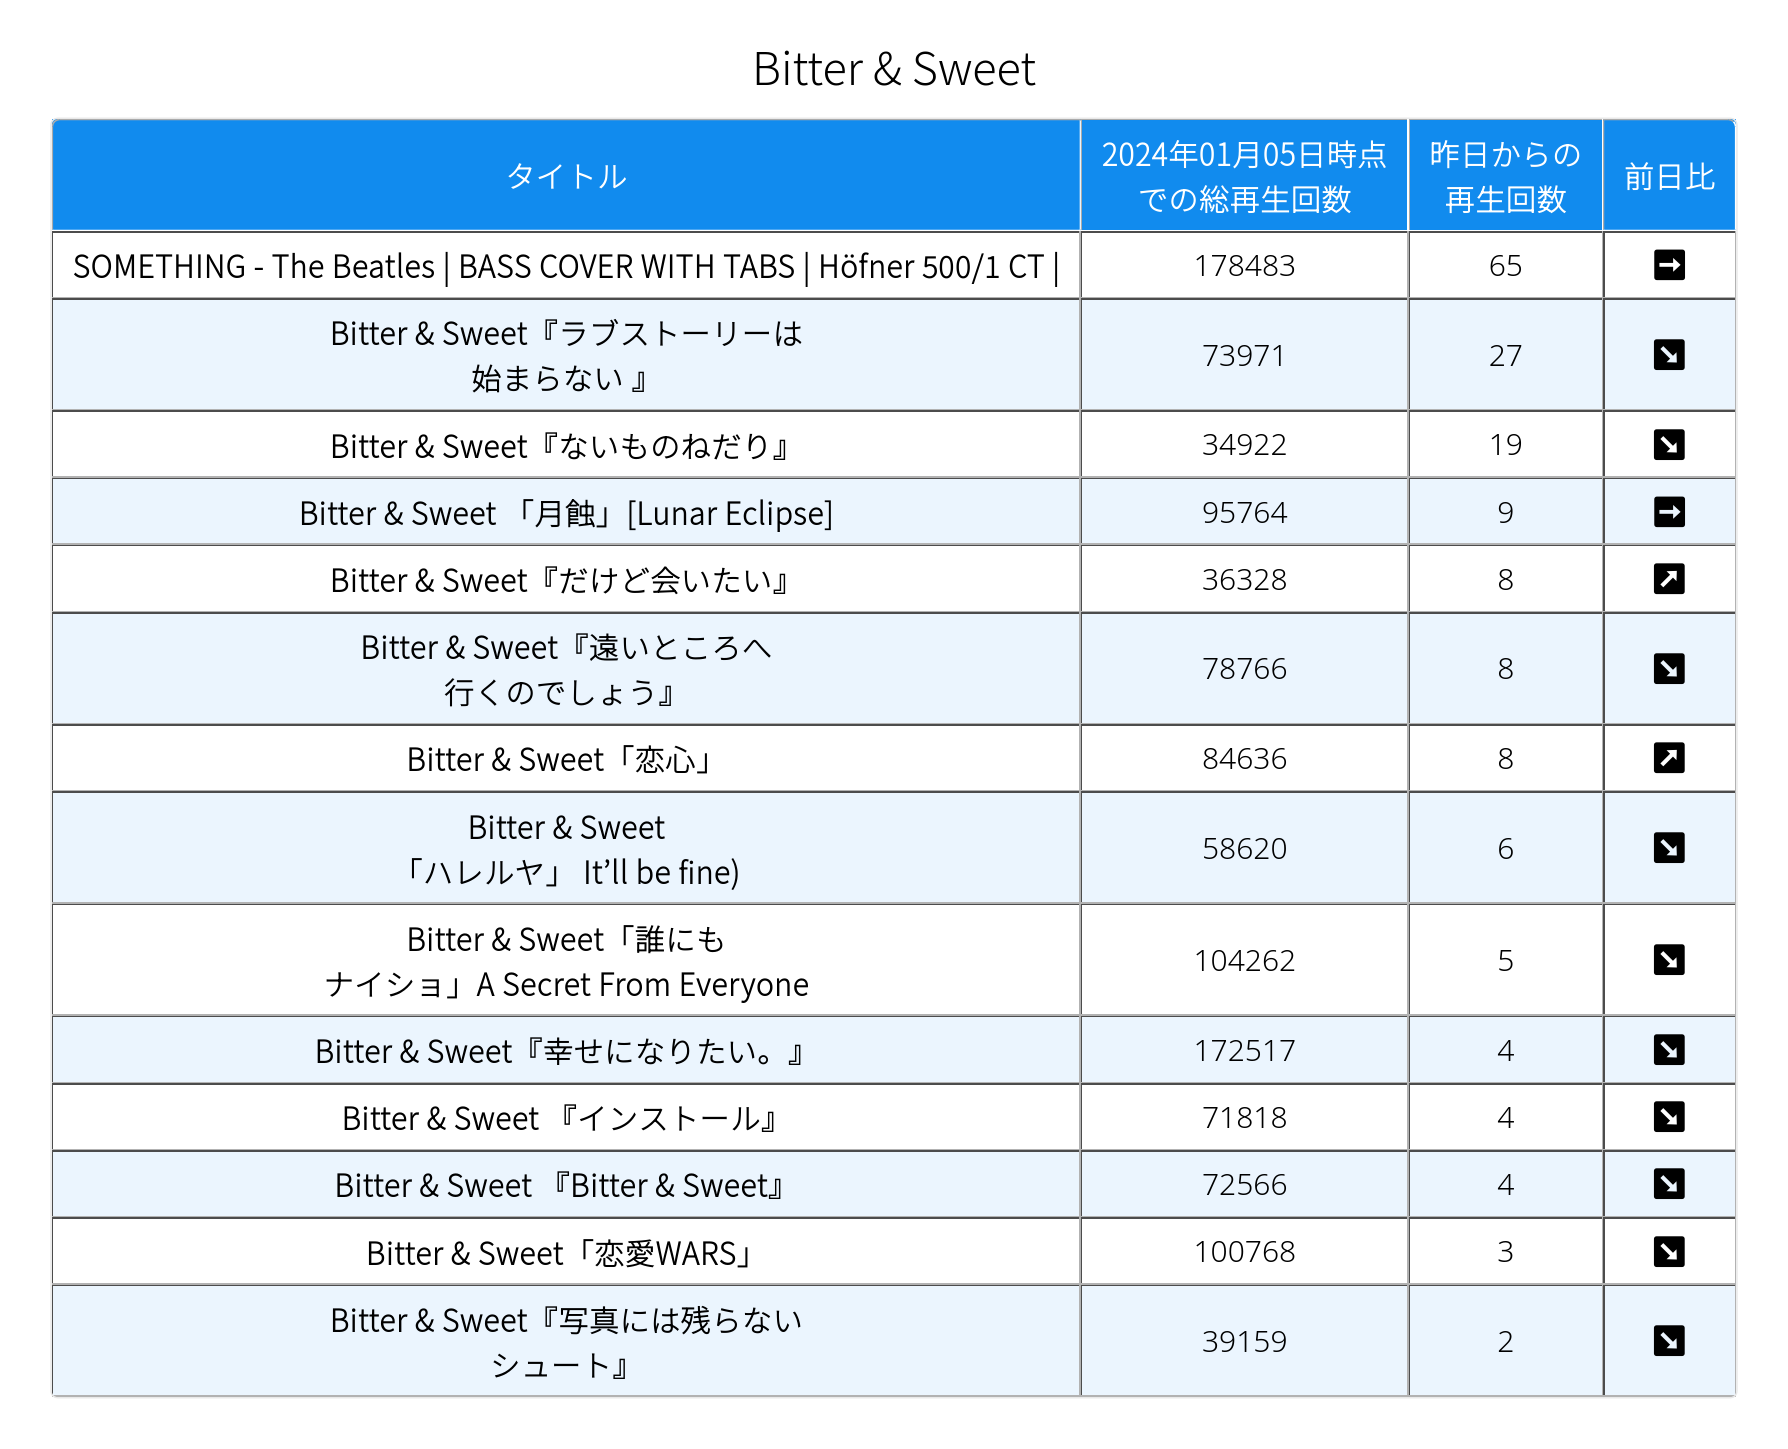 Bitter & Sweet
タイトル 2024年01月05日時点での総再生回数 昨日からの再生回数 前日比
SOMETHING - The Beatles | BASS COVER WITH TABS | Höfner 500/1 CT | 178483 65 ➡
Bitter & Sweet『ラブストーリーは
始まらない 』 73971 27 ↘
Bitter & Sweet『ないものねだり』 34922 19 ↘
Bitter & Sweet 「月蝕」[Lunar Eclipse] 95764 9 ➡
Bitter & Sweet『だけど会いたい』 36328 8 ↗
Bitter & Sweet『遠いところへ
行くのでしょう』 78766 8 ↘
Bitter & Sweet「恋心」 84636 8 ↗
Bitter & Sweet
「ハレルヤ」 It’ll be fine) 58620 6 ↘
Bitter & Sweet「誰にも
ナイショ」A Secret From Everyone 104262 5 ↘
Bitter & Sweet『幸せになりたい。』 172517 4 ↘
Bitter & Sweet 『インストール』 71818 4 ↘
Bitter & Sweet 『Bitter & Sweet』 72566 4 ↘
Bitter & Sweet「恋愛WARS」 100768 3 ↘
Bitter & Sweet『写真には残らない
シュート』 39159 2 ↘